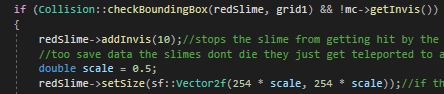 if (Collision::checkBoundingBox(redSlime, grid1) && !mc->getInvis())
{
redSlime->addInvis(10);//stops the slime from getting hit by the
//too save data the slimes dont die they just get teleported to a
double scale = 0.5;
redSlime->setSize(sf::Vector2f(254 * scale, 254 * scale));//if th